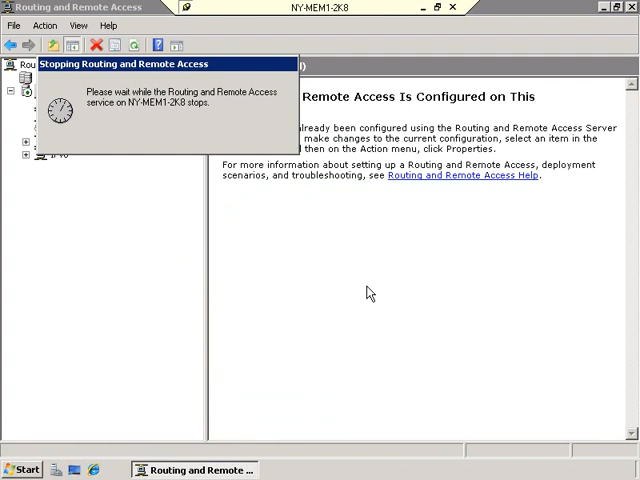 Routing and Remote Access
NY-MEM1-2K8
File Action View Help
Rou
Stopping Routing and Remote Access
Please wait while the Routing and Remote Access
service on NY-MEM1-2K8 stops.
Remote Access Is Configured on This
already been configured using the Routing and Remote Access Server
make changes to the current configuration, select an item in the
then on the Action menu, click Properties.
For more information about setting up a Routing and Remote Access, deployment
scenarios, and troubleshooting, see Routing and Remote Access Help.
Start
Routing and Remote ...